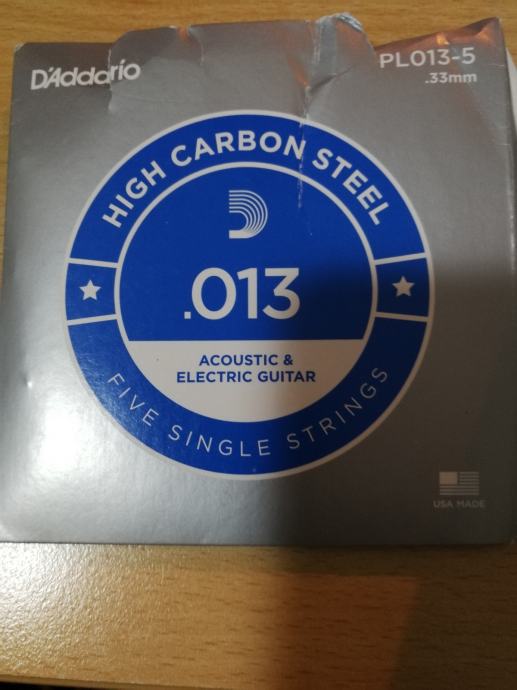 D'Addario
PL013-5
.33mm
HIGH CARBON STEEL
.013
ACOUSTIC &
ELECTRIC GUITAR
FIVE SINGLE STRINGS
USA MADE